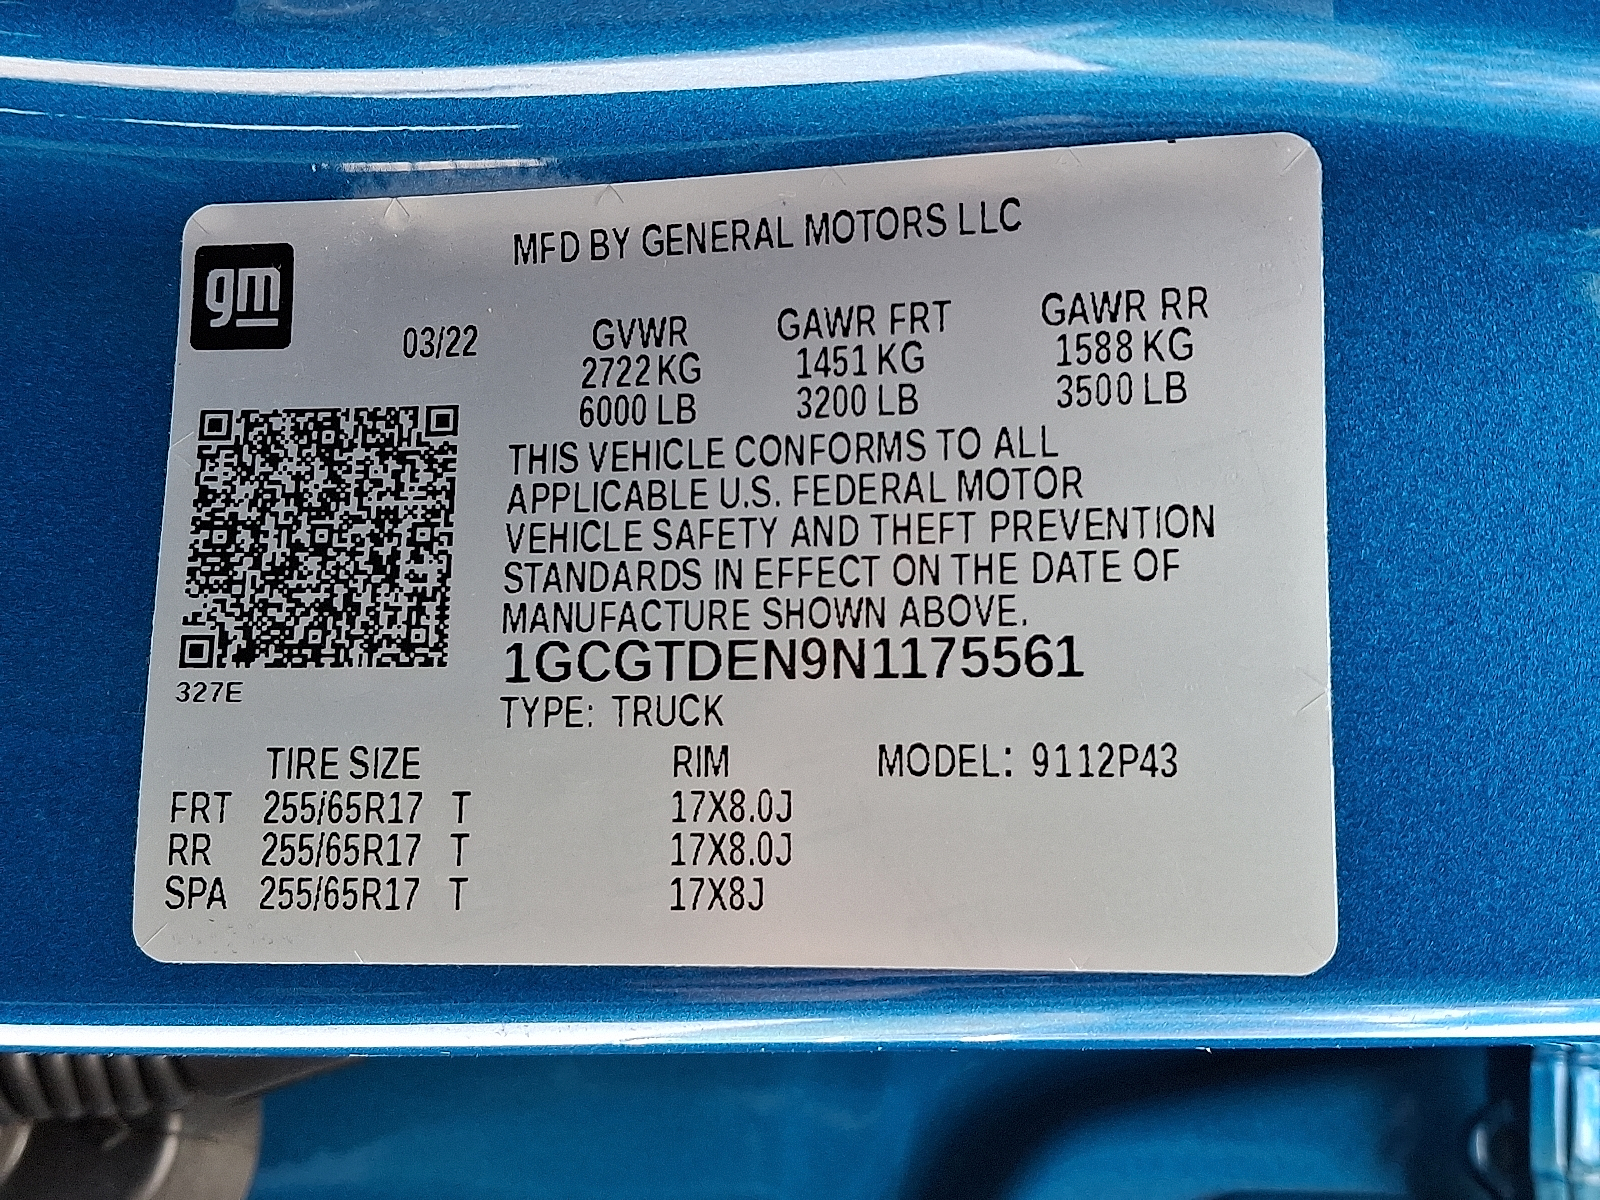 MFD BY GENERAL MOTORS LLC
gm
03/22
GVWR GAWR FRT GAWR RR
2722 KG 1451 KG 1588 KG
6000 LB 3200 LB 3500 LB
THIS VEHICLE CONFORMS TO ALL
APPLICABLE U.S. FEDERAL MOTOR
VEHICLE SAFETY AND THEFT PREVENTION
STANDARDS IN EFFECT ON THE DATE OF
MANUFACTURE SHOWN ABOVE.
1GCGTDEN9N1175561
327E
TYPE: TRUCK
TIRE SIZE RIM MODEL: 9112P43
FRT 255/65R17 T 17X8.0J
RR 255/65R17 T 17X8.0J
SPA 255/65R17 T 17X8J